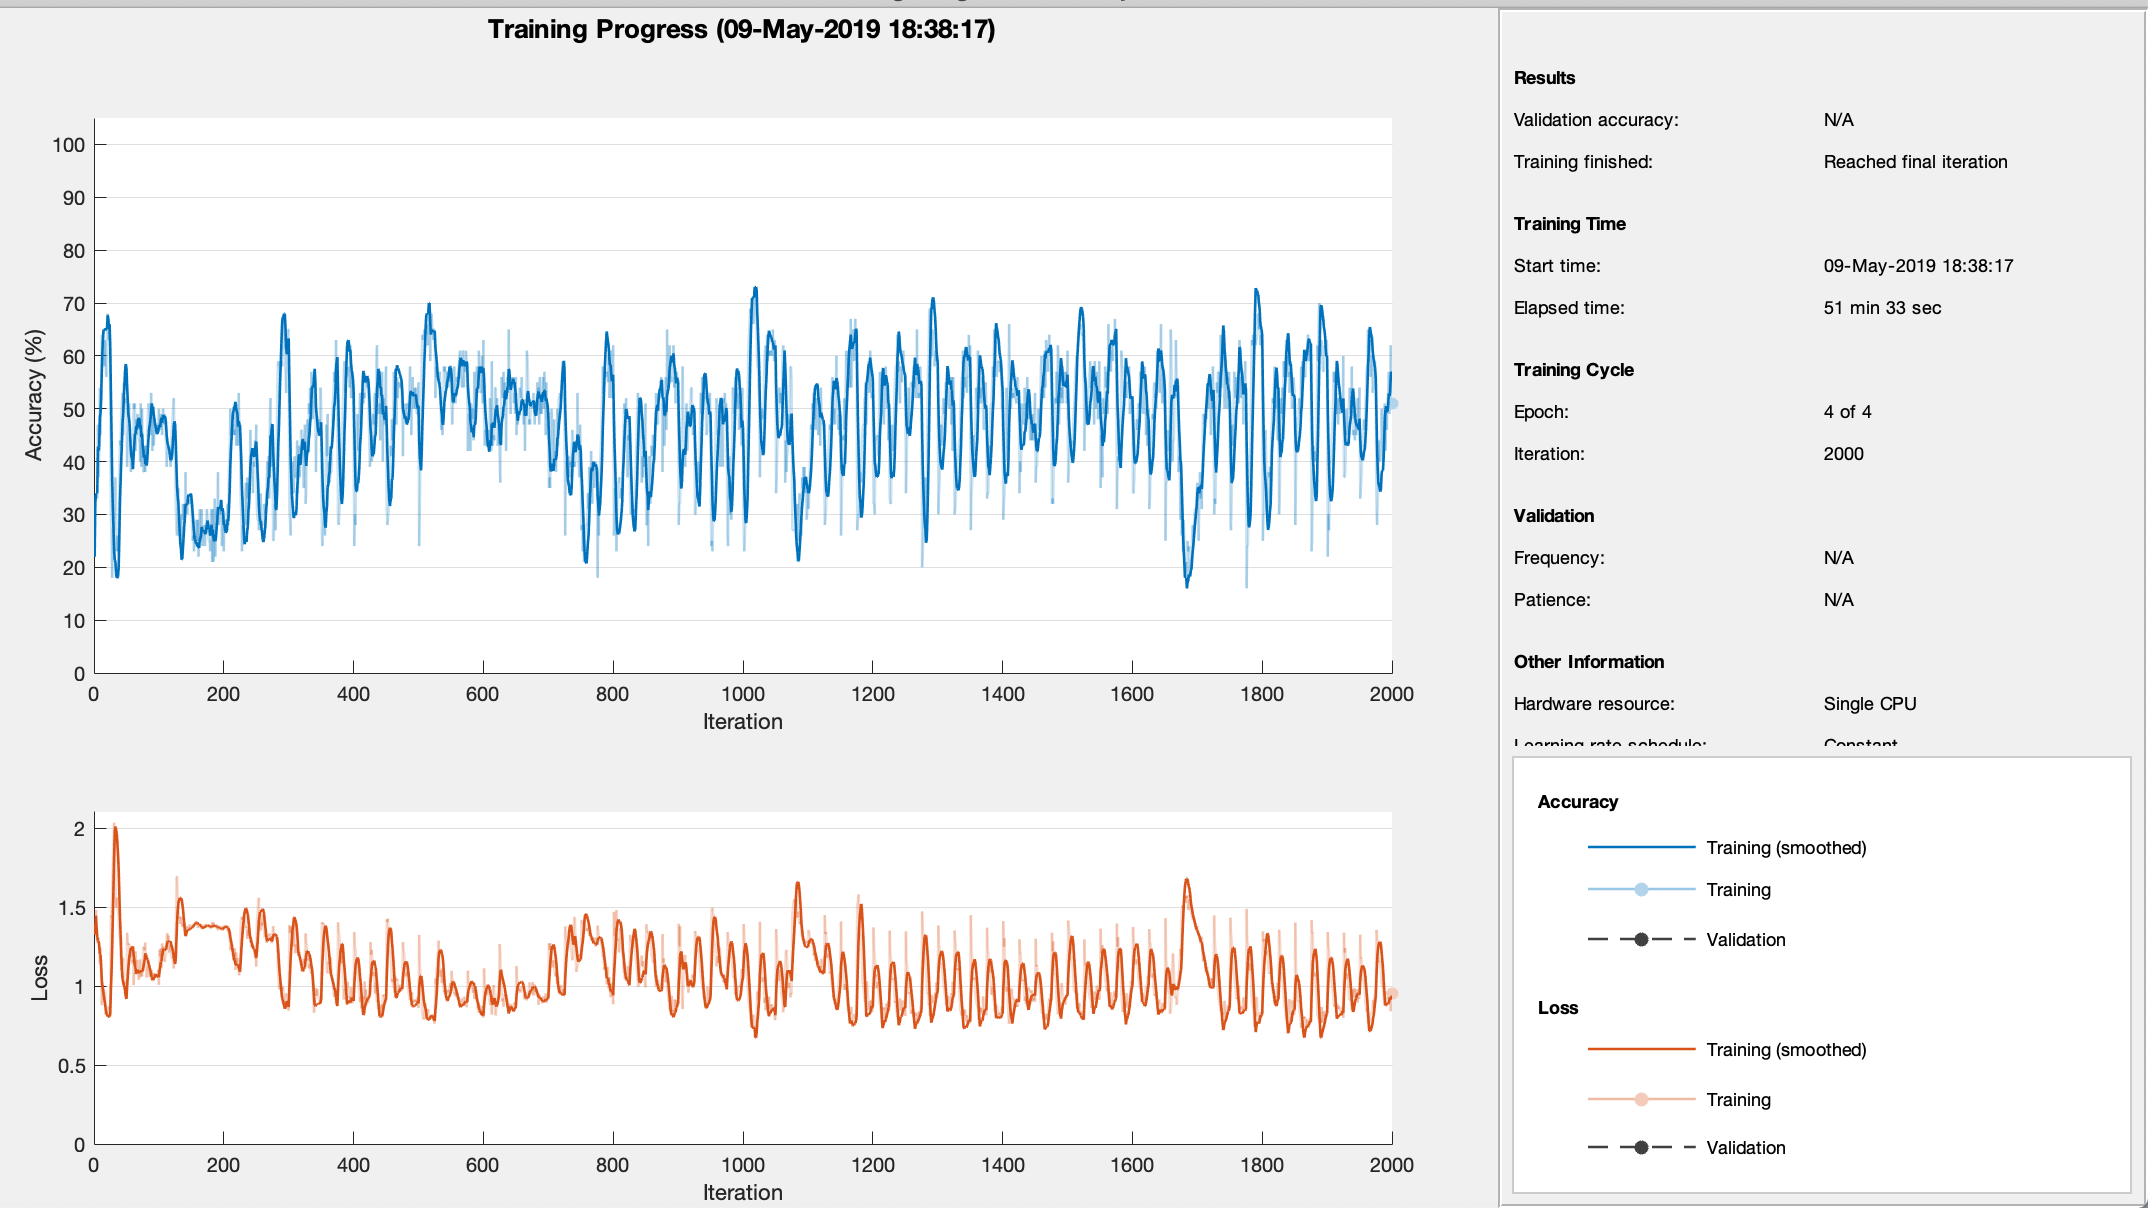 Training Progress (09-May-2019 18:38:17)
100
90
80
70
60
50
40
30
20
10
0
Accuracy (%)
0 200 400 600 800 1000 1200 1400 1600 1800 2000
Iteration
2
1.5
1
0.5
0
Loss
0 200 400 600 800 1000 1200 1400 1600 1800 2000
Iteration
Results
Validation accuracy: N/A
Training finished: Reached final iteration
Training Time
Start time: 09-May-2019 18:38:17
Elapsed time: 51 min 33 sec
Training Cycle
Epoch: 4 of 4
Iteration: 2000
Validation
Frequency: N/A
Patience: N/A
Other Information
Hardware resource: Single CPU
Learning rate schedule: Constant
Accuracy
Training (smoothed)
Training
Validation
Loss
Training (smoothed)
Training
Validation